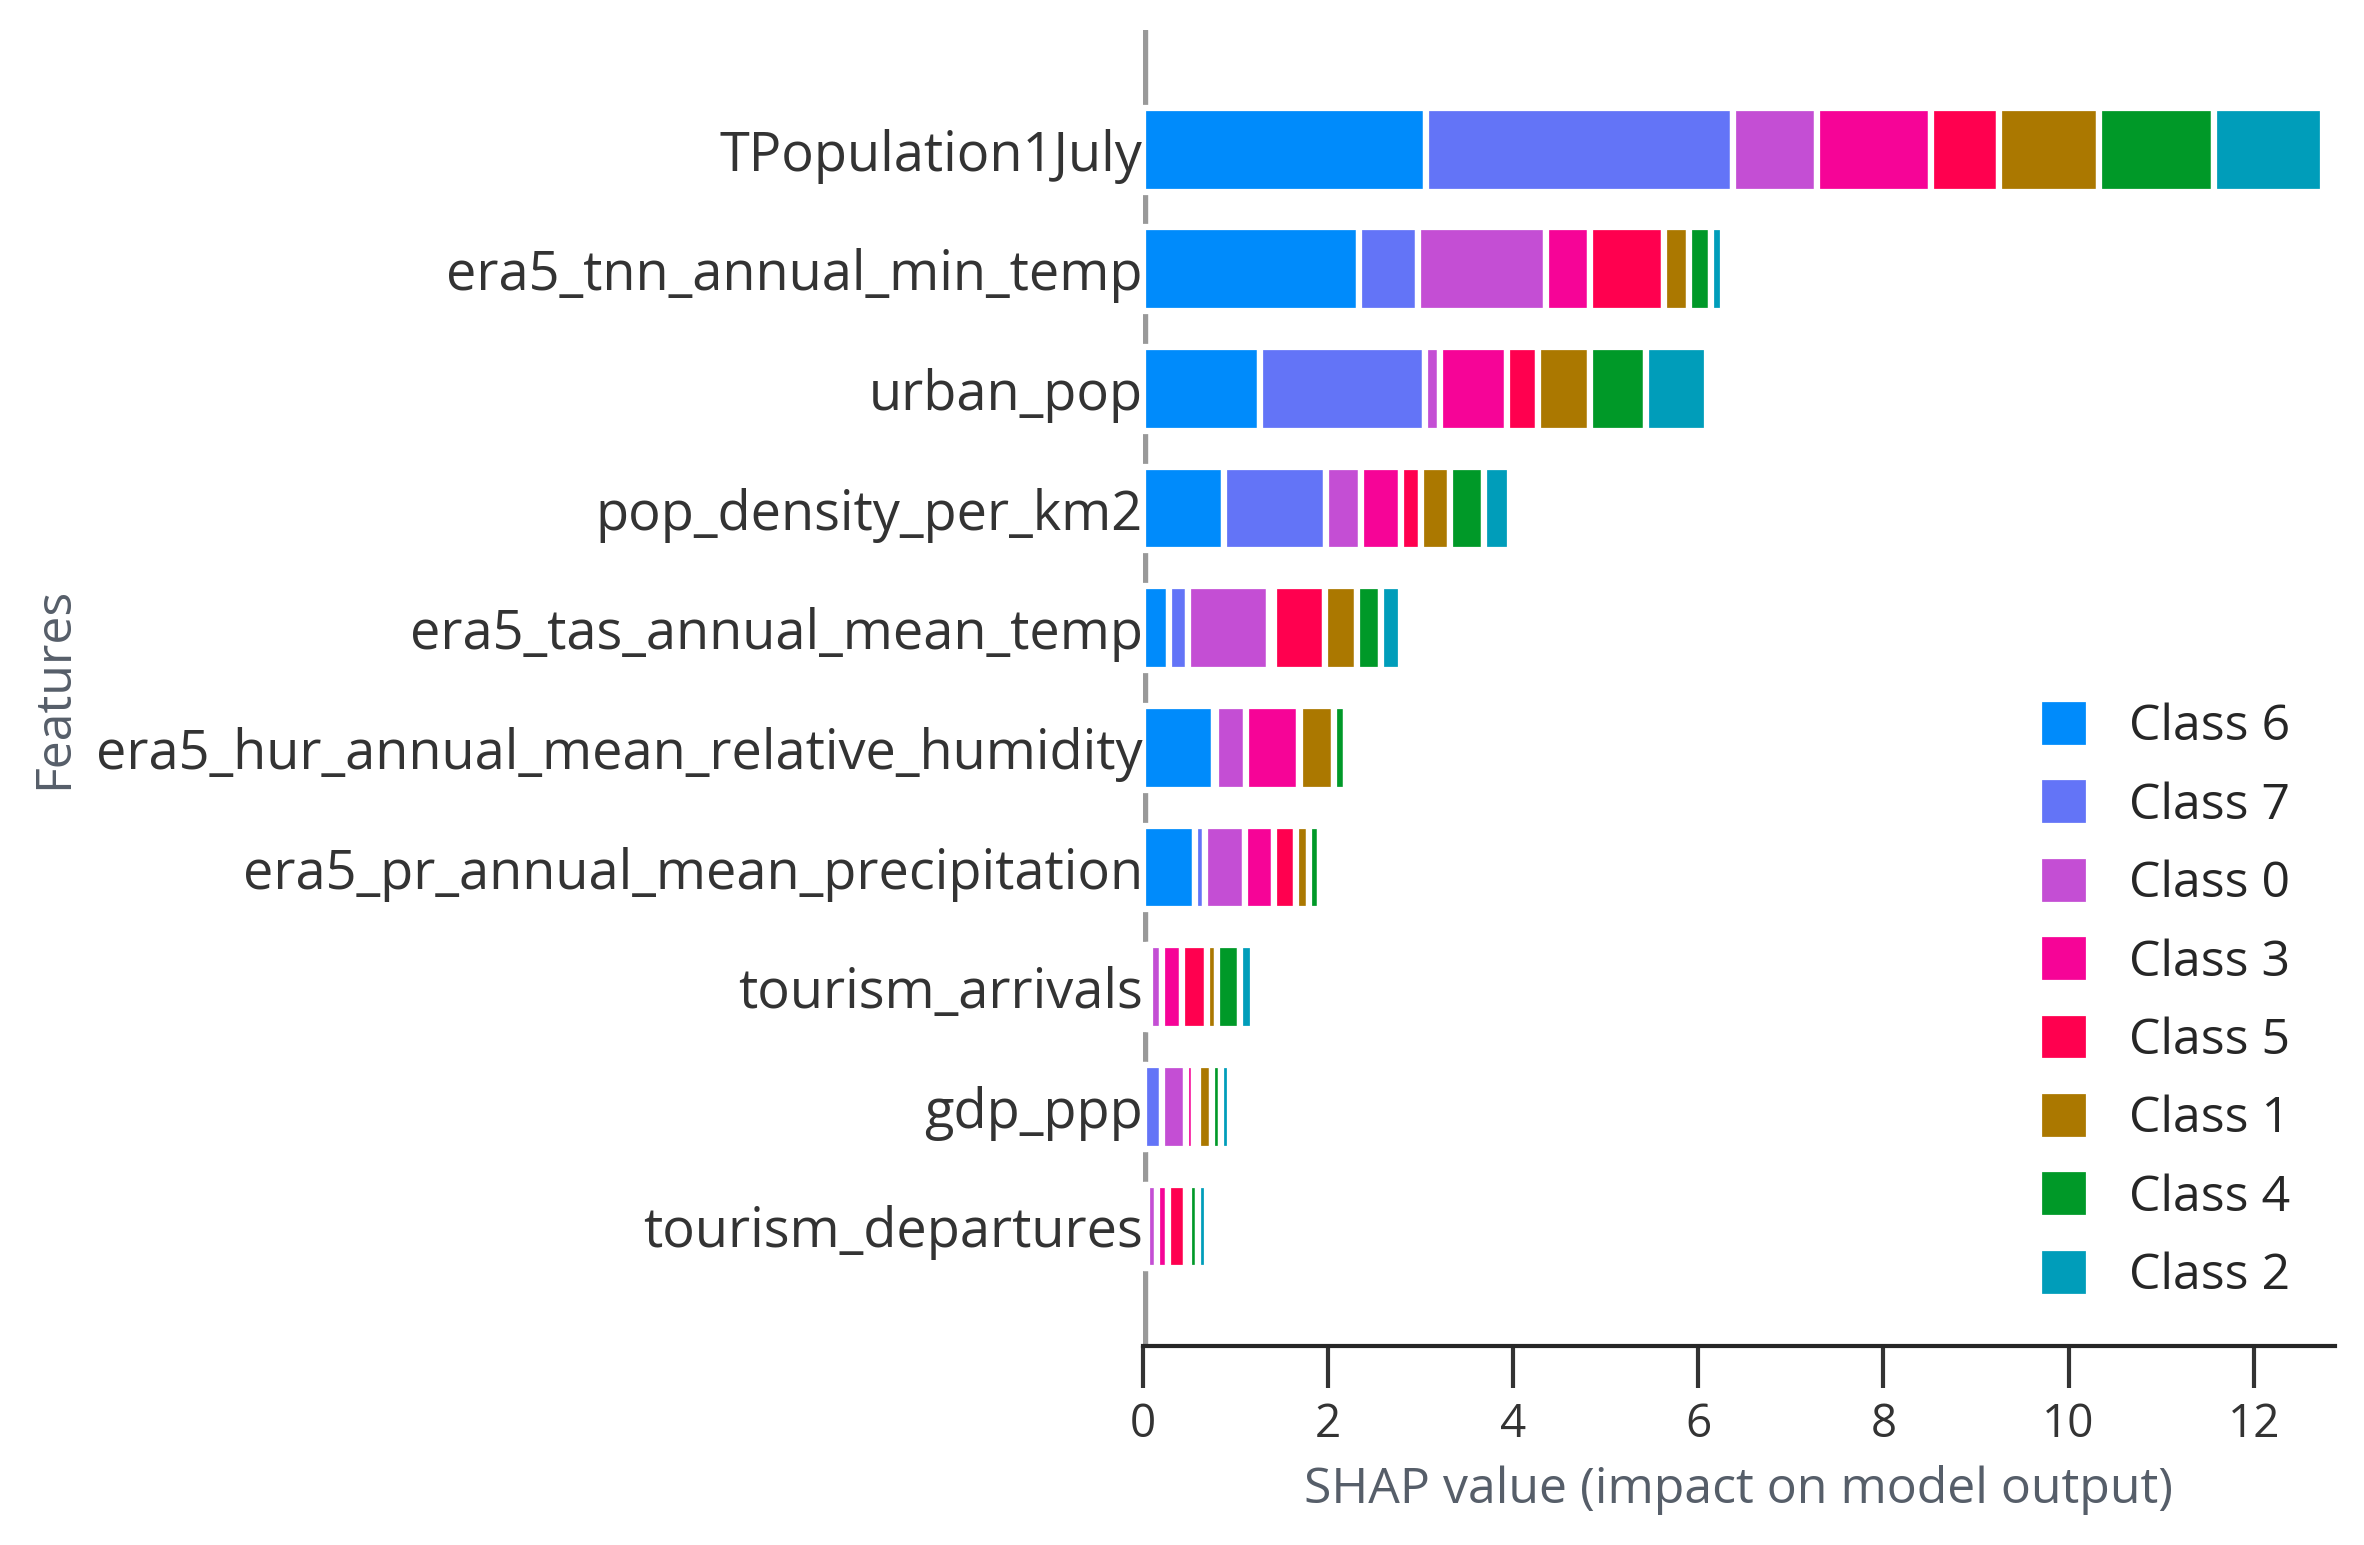 TPopulation1July
era5_tnn_annual_min_temp
urban_pop
pop_density_per_km2
era5_tas_annual_mean_temp
era5_hur_annual_mean_relative_humidity
era5_pr_annual_mean_precipitation
tourism_arrivals
gdp_ppp
tourism_departures
Features
Class 6
Class 7
Class 0
Class 3
Class 5
Class 1
Class 4
Class 2
0 2 4 6 8 10 12
SHAP value (impact on model output)